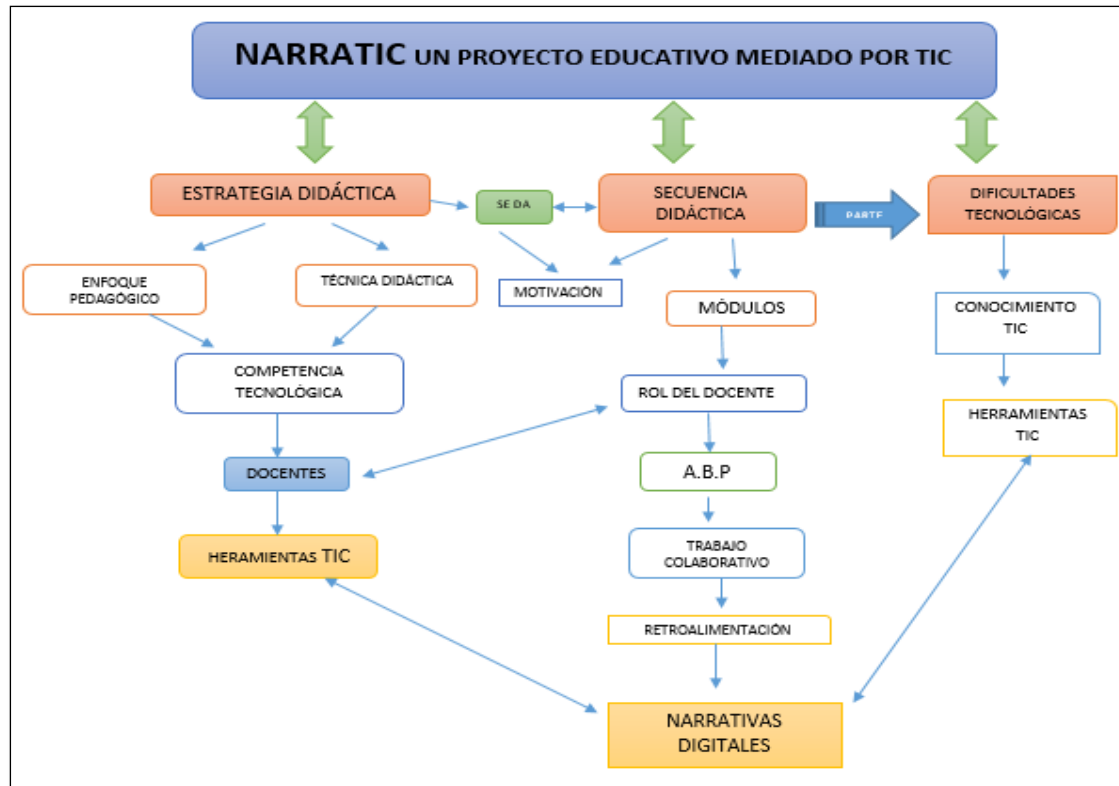 NARRATIC UN PROYECTO EDUCATIVO MEDIADO POR TIC
ESTRATEGIA DIDÁCTICA
SE DA
SECUENCIA
DIDÁCTICA
PARTE
DIFICULTADES
TECNOLÓGICAS
ENFOQUE
PEDAGÓGICO
TÉCNICA DIDÁCTICA
MOTIVACIÓN
MÓDULOS
CONOCIMIENTO
TIC
COMPETENCIA
TECNOLÓGICA
ROL DEL DOCENTE
HERRAMIENTAS
TIC
DOCENTES
A.B.P
HERAMIENTAS TIC
TRABAJO
COLABORATIVO
RETROALIMENTACIÓN
NARRATIVAS
DIGITALES